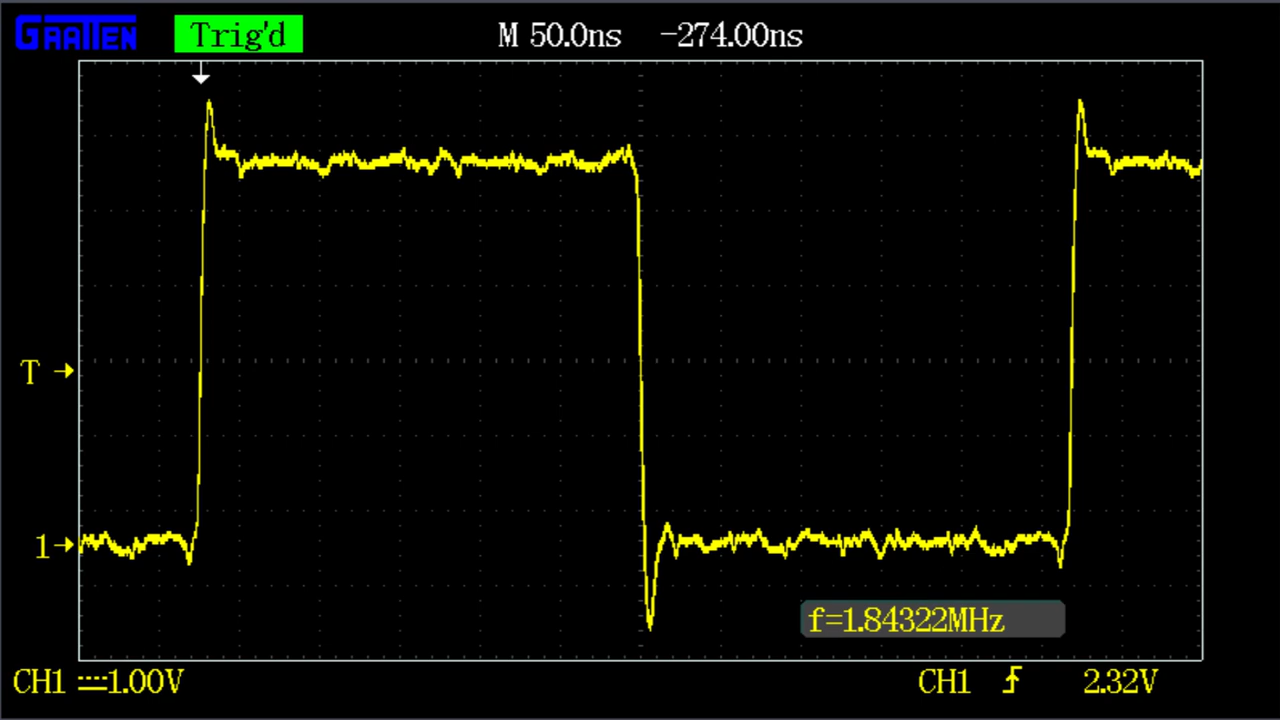 GRATTEN Trig'd M 50.0ns -274.00ns
T
1
f=1.84322MHz
CH1 1.00V CH1 2.32V